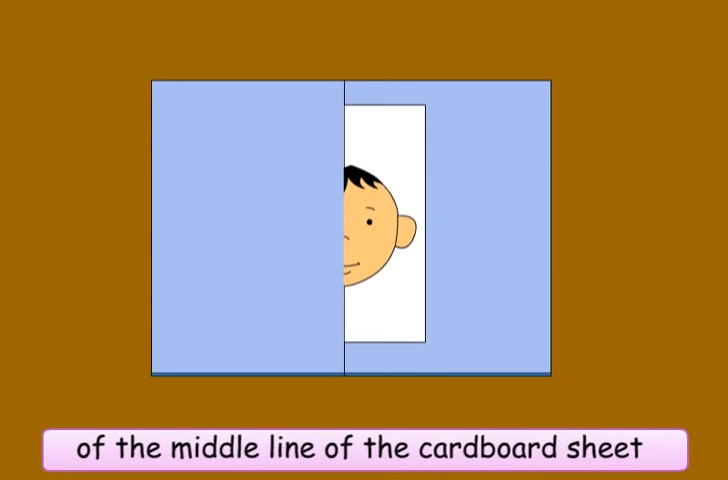 of the middle line of the cardboard sheet